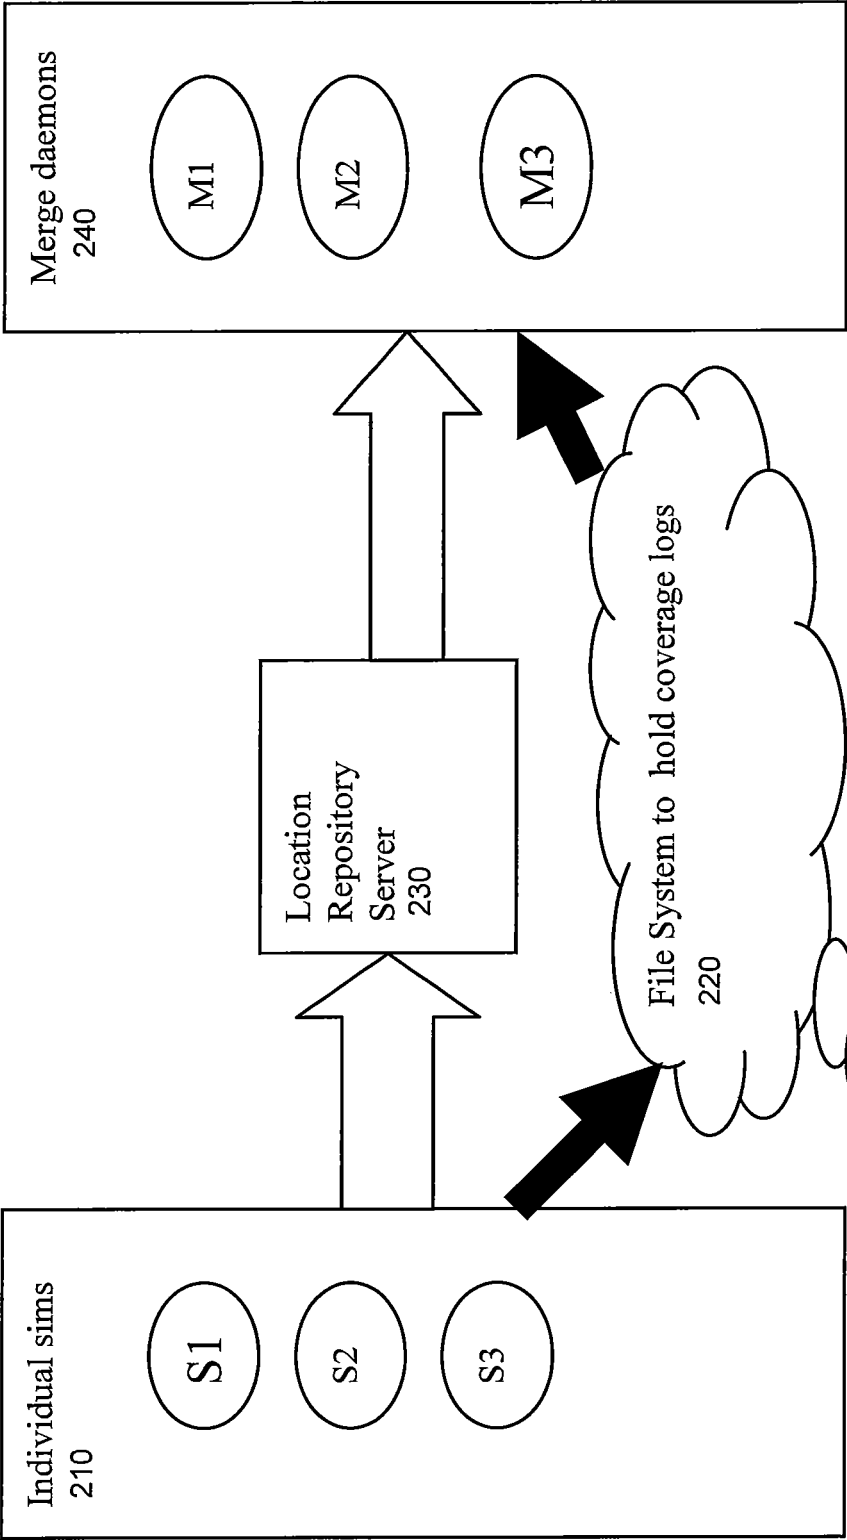 Individual sims
210
S1
S2
S3
Location
Repository
Server
230
File System to hold coverage logs
220
Merge daemons
240
M1
M2
M3